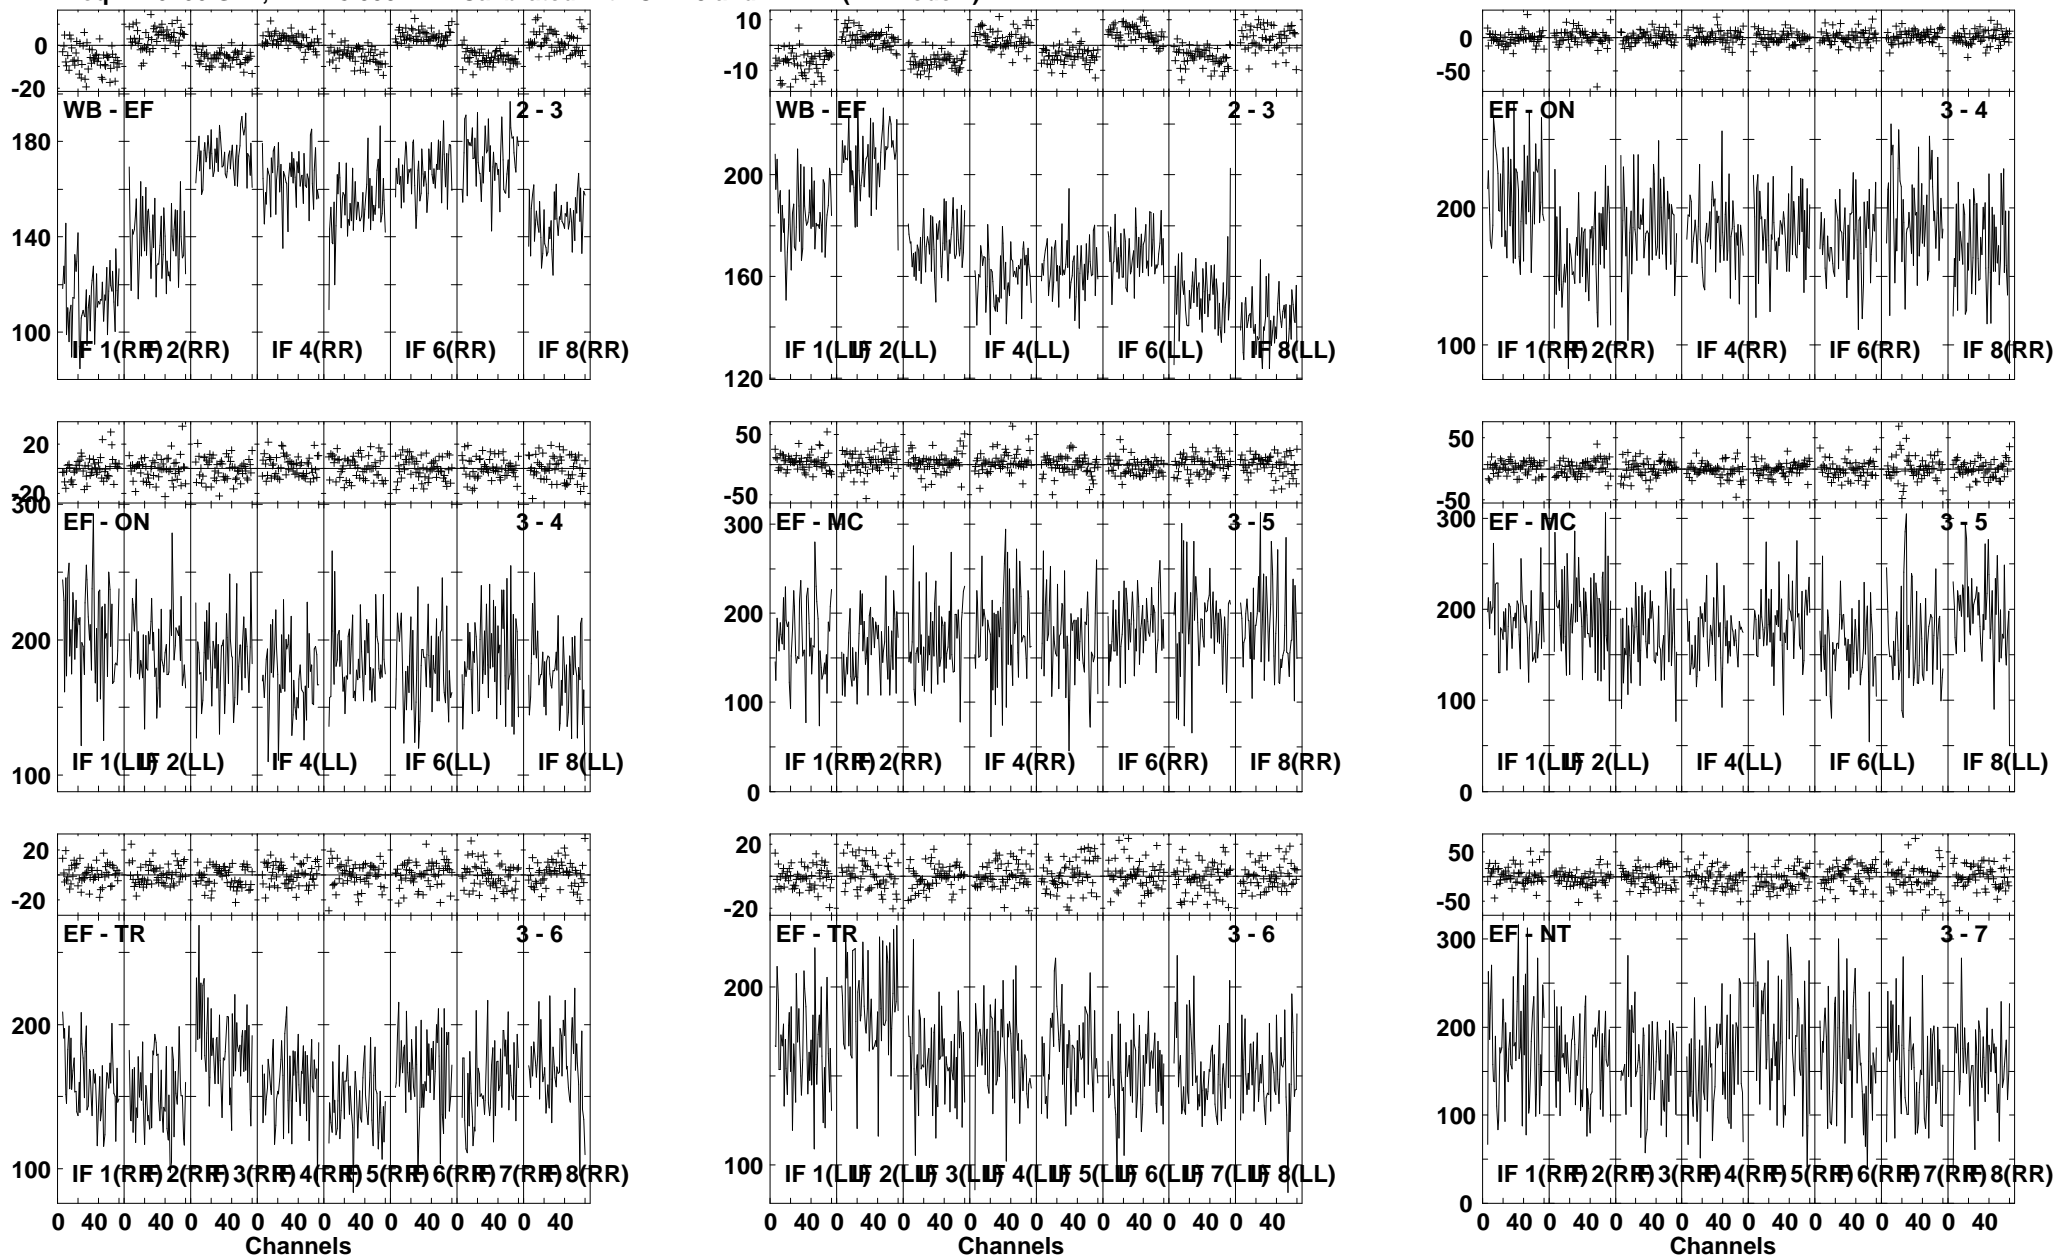 0
-20
WB - EF 2 - 3
180
140
100
IF 1(RR) IF 2(RR) IF 4(RR) IF 6(RR) IF 8(RR)
10
-10
WB - EF 2 - 3
200
160
120
IF 1(LL) IF 2(LL) IF 4(LL) IF 6(LL) IF 8(LL)
0
-50
EF - ON 3 - 4
200
100
IF 1(RR) IF 2(RR) IF 4(RR) IF 6(RR) IF 8(RR)
20
-20
300
EF - ON 3 - 4
200
100
IF 1(LL) IF 2(LL) IF 4(LL) IF 6(LL) IF 8(LL)
50
-50
EF - MC 3 - 5
300
200
100
0
IF 1(RR) IF 2(RR) IF 4(RR) IF 6(RR) IF 8(RR)
50
-50
EF - MC 3 - 5
300
200
100
0
IF 1(LL) IF 2(LL) IF 4(LL) IF 6(LL) IF 8(LL)
20
-20
EF - TR 3 - 6
200
100
IF 1(RR) IF 2(RR) IF 3(RR) IF 4(RR) IF 5(RR) IF 6(RR) IF 7(RR) IF 8(RR)
0 40 0 40 0 40 0 40 0 40 0 40 0 40 0 40
Channels
20
-20
EF - TR 3 - 6
200
100
IF 1(LL) IF 2(LL) IF 3(LL) IF 4(LL) IF 5(LL) IF 6(LL) IF 7(LL) IF 8(LL)
0 40 0 40 0 40 0 40 0 40 0 40 0 40 0 40
Channels
50
-50
EF - NT 3 - 7
300
200
100
0
IF 1(RR) IF 2(RR) IF 3(RR) IF 4(RR) IF 5(RR) IF 6(RR) IF 7(RR) IF 8(RR)
0 40 0 40 0 40 0 40 0 40 0 40 0 40 0 40
Channels